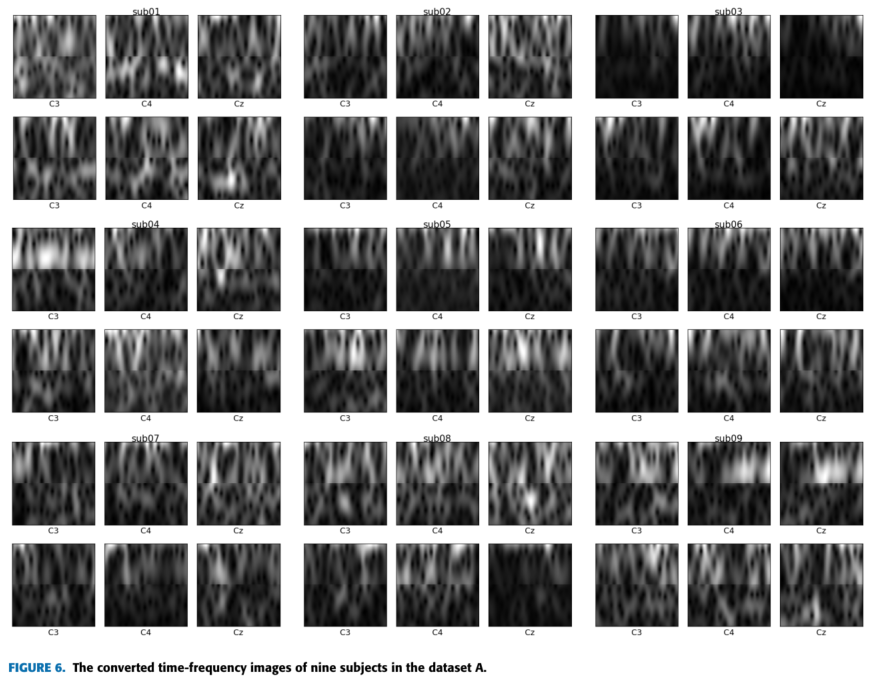 sub01 sub02 sub03
C3 C4 Cz C3 C4 Cz C3 C4 Cz
C3 C4 Cz C3 C4 Cz C3 C4 Cz
sub04 sub05 sub06
C3 C4 Cz C3 C4 Cz C3 C4 Cz
C3 C4 Cz C3 C4 Cz C3 C4 Cz
sub07 sub08 sub09
C3 C4 Cz C3 C4 Cz C3 C4 Cz
C3 C4 Cz C3 C4 Cz C3 C4 Cz
FIGURE 6. The converted time-frequency images of nine subjects in the dataset A.